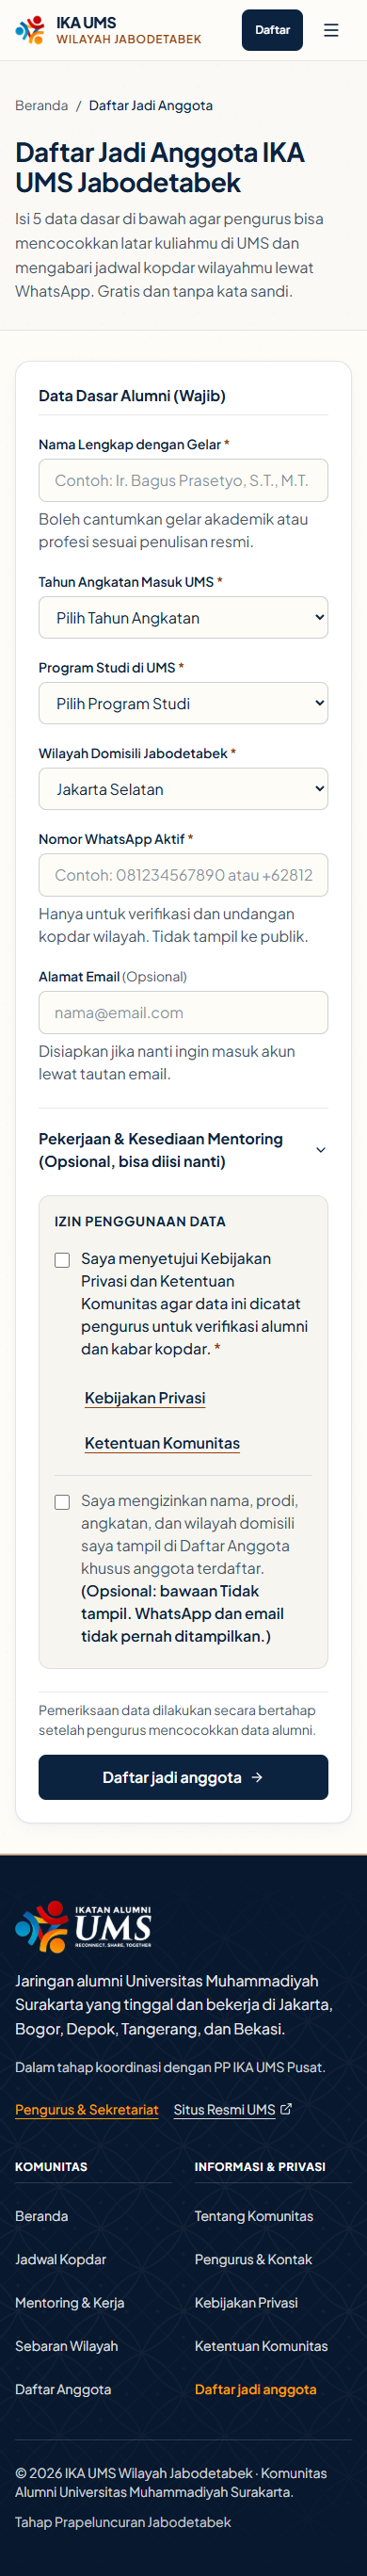 IKA UMS
WILAYAH JABODETABEK
Daftar
Beranda / Daftar Jadi Anggota
Daftar Jadi Anggota IKA
UMS Jabodetabek
Isi 5 data dasar di bawah agar pengurus bisa
mencocokkan latar kuliahmu di UMS dan
mengabari jadwal kopdar wilayahmu lewat
WhatsApp. Gratis dan tanpa kata sandi.
Data Dasar Alumni (Wajib)
Nama Lengkap dengan Gelar *
Contoh: Ir. Bagus Prasetyo, S.T., M.T.
Boleh cantumkan gelar akademik atau
profesi sesuai penulisan resmi.
Tahun Angkatan Masuk UMS *
Pilih Tahun Angkatan
Program Studi di UMS *
Pilih Program Studi
Wilayah Domisili Jabodetabek *
Jakarta Selatan
Nomor WhatsApp Aktif *
Contoh: 081234567890 atau +62812
Hanya untuk verifikasi dan undangan
kopdar wilayah. Tidak tampil ke publik.
Alamat Email (Opsional)
nama@email.com
Disiapkan jika nanti ingin masuk akun
lewat tautan email.
Pekerjaan & Kesediaan Mentoring
(Opsional, bisa diisi nanti)
IZIN PENGGUNAAN DATA
Saya menyetujui Kebijakan
Privasi dan Ketentuan
Komunitas agar data ini dicatat
pengurus untuk verifikasi alumni
dan kabar kopdar. *
Kebijakan Privasi
Ketentuan Komunitas
Saya mengizinkan nama, prodi,
angkatan, dan wilayah domisili
saya tampil di Daftar Anggota
khusus anggota terdaftar.
(Opsional: bawaan Tidak
tampil. WhatsApp dan email
tidak pernah ditampilkan.)
Pemeriksaan data dilakukan secara bertahap
setelah pengurus mencocokkan data alumni.
Daftar jadi anggota →
IKATAN ALUMNI
UMS
RECONNECT, SHARE, TOGETHER
Jaringan alumni Universitas Muhammadiyah
Surakarta yang tinggal dan bekerja di Jakarta,
Bogor, Depok, Tangerang, dan Bekasi.
Dalam tahap koordinasi dengan PP IKA UMS Pusat.
Pengurus & Sekretariat Situs Resmi UMS
KOMUNITAS
Beranda
Jadwal Kopdar
Mentoring & Kerja
Sebaran Wilayah
Daftar Anggota
INFORMASI & PRIVASI
Tentang Komunitas
Pengurus & Kontak
Kebijakan Privasi
Ketentuan Komunitas
Daftar jadi anggota
© 2026 IKA UMS Wilayah Jabodetabek · Komunitas
Alumni Universitas Muhammadiyah Surakarta.
Tahap Prapeluncuran Jabodetabek